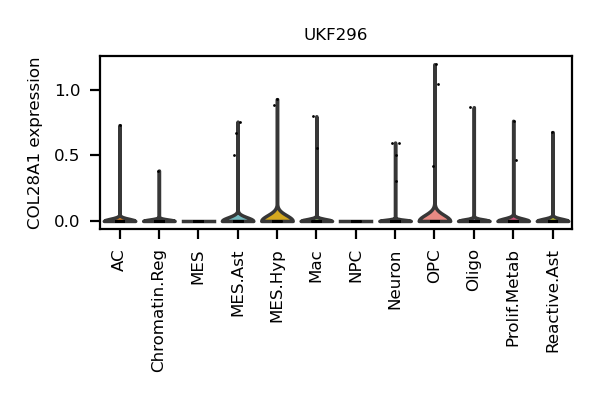 UKF296
COL28A1 expression
1.0
0.5
0.0
AC
Chromatin.Reg
MES
MES.Ast
MES.Hyp
Mac
NPC
Neuron
OPC
Oligo
Prolif.Metab
Reactive.Ast